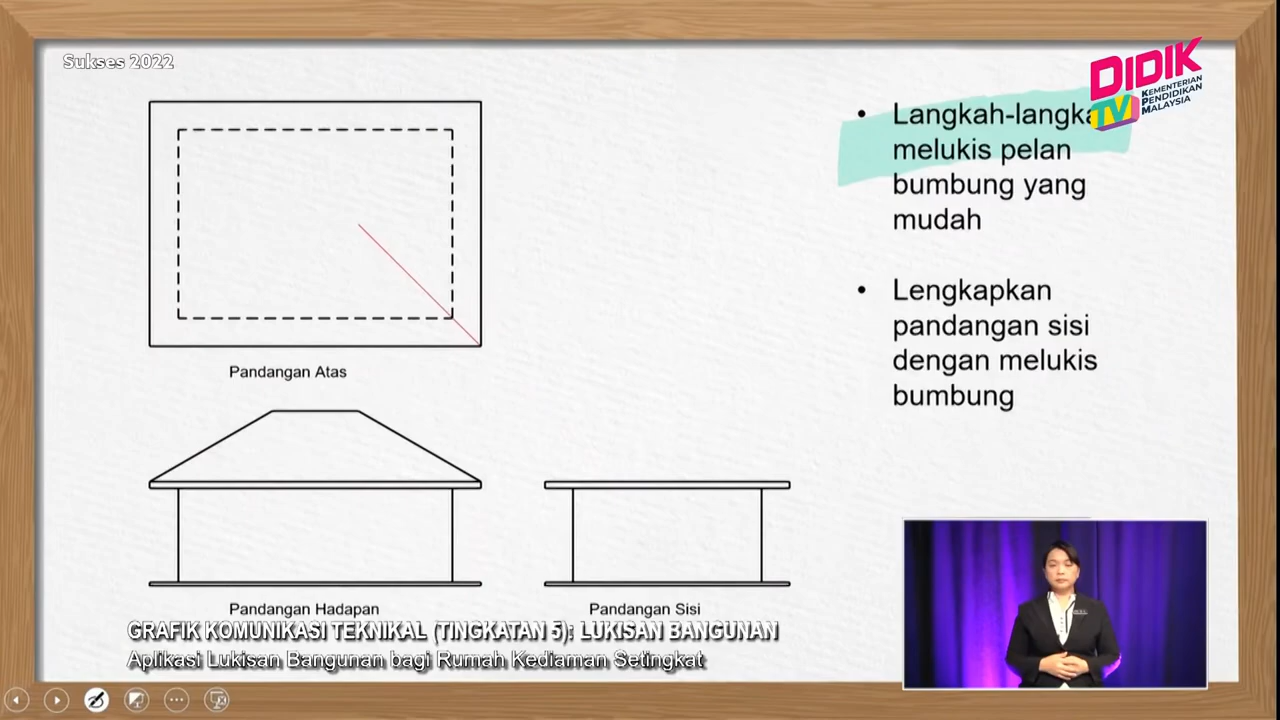 Sukses 2022
DIDIK
TV
KEMENTERIAN
PENDIDIKAN
MALAYSIA
• Langkah-langka
melukis pelan
bumbung yang
mudah
• Lengkapkan
pandangan sisi
dengan melukis
bumbung
Pandangan Atas
Pandangan Hadapan
Pandangan Sisi
GRAFIK KOMUNIKASI TEKNIKAL (TINGKATAN 5): LUKISAN BANGUNAN
Aplikasi Lukisan Bangunan bagi Rumah Kediaman Setingkat